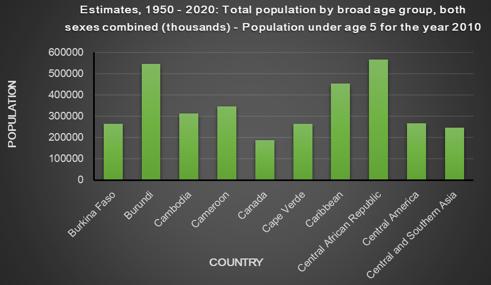 Estimates, 1950 - 2020: Total population by broad age group, both
sexes combined (thousands) - Population under age 5 for the year 2010
POPULATION
600000
500000
400000
300000
200000
100000
0
Burkina Faso
Burundi
Cambodia
Cameroon
Canada
Cape Verde
Caribbean
Central African Republic
Central America
Central and Southern Asia
COUNTRY